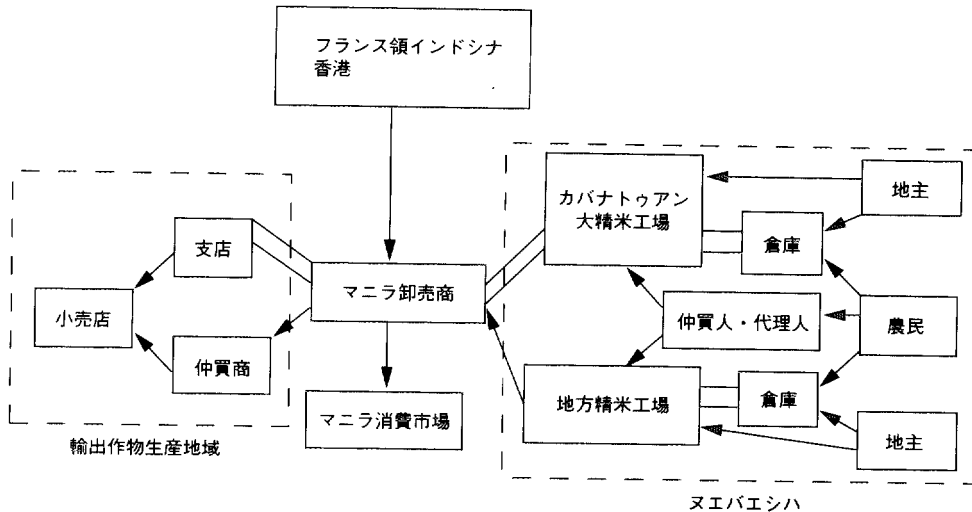 フランス領インドシナ
香港
カバナトゥアン
大精米工場
地主
支店
倉庫
マニラ卸売商
小売店
仲買人・代理人
農民
仲買商
地方精米工場
倉庫
マニラ消費市場
地主
輸出作物生産地域
ヌエバエシハ